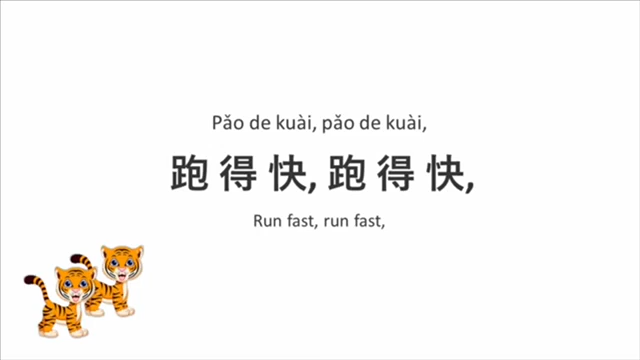 Pǎo de kuài, pǎo de kuài,
跑 得 快, 跑 得 快,
Run fast, run fast,